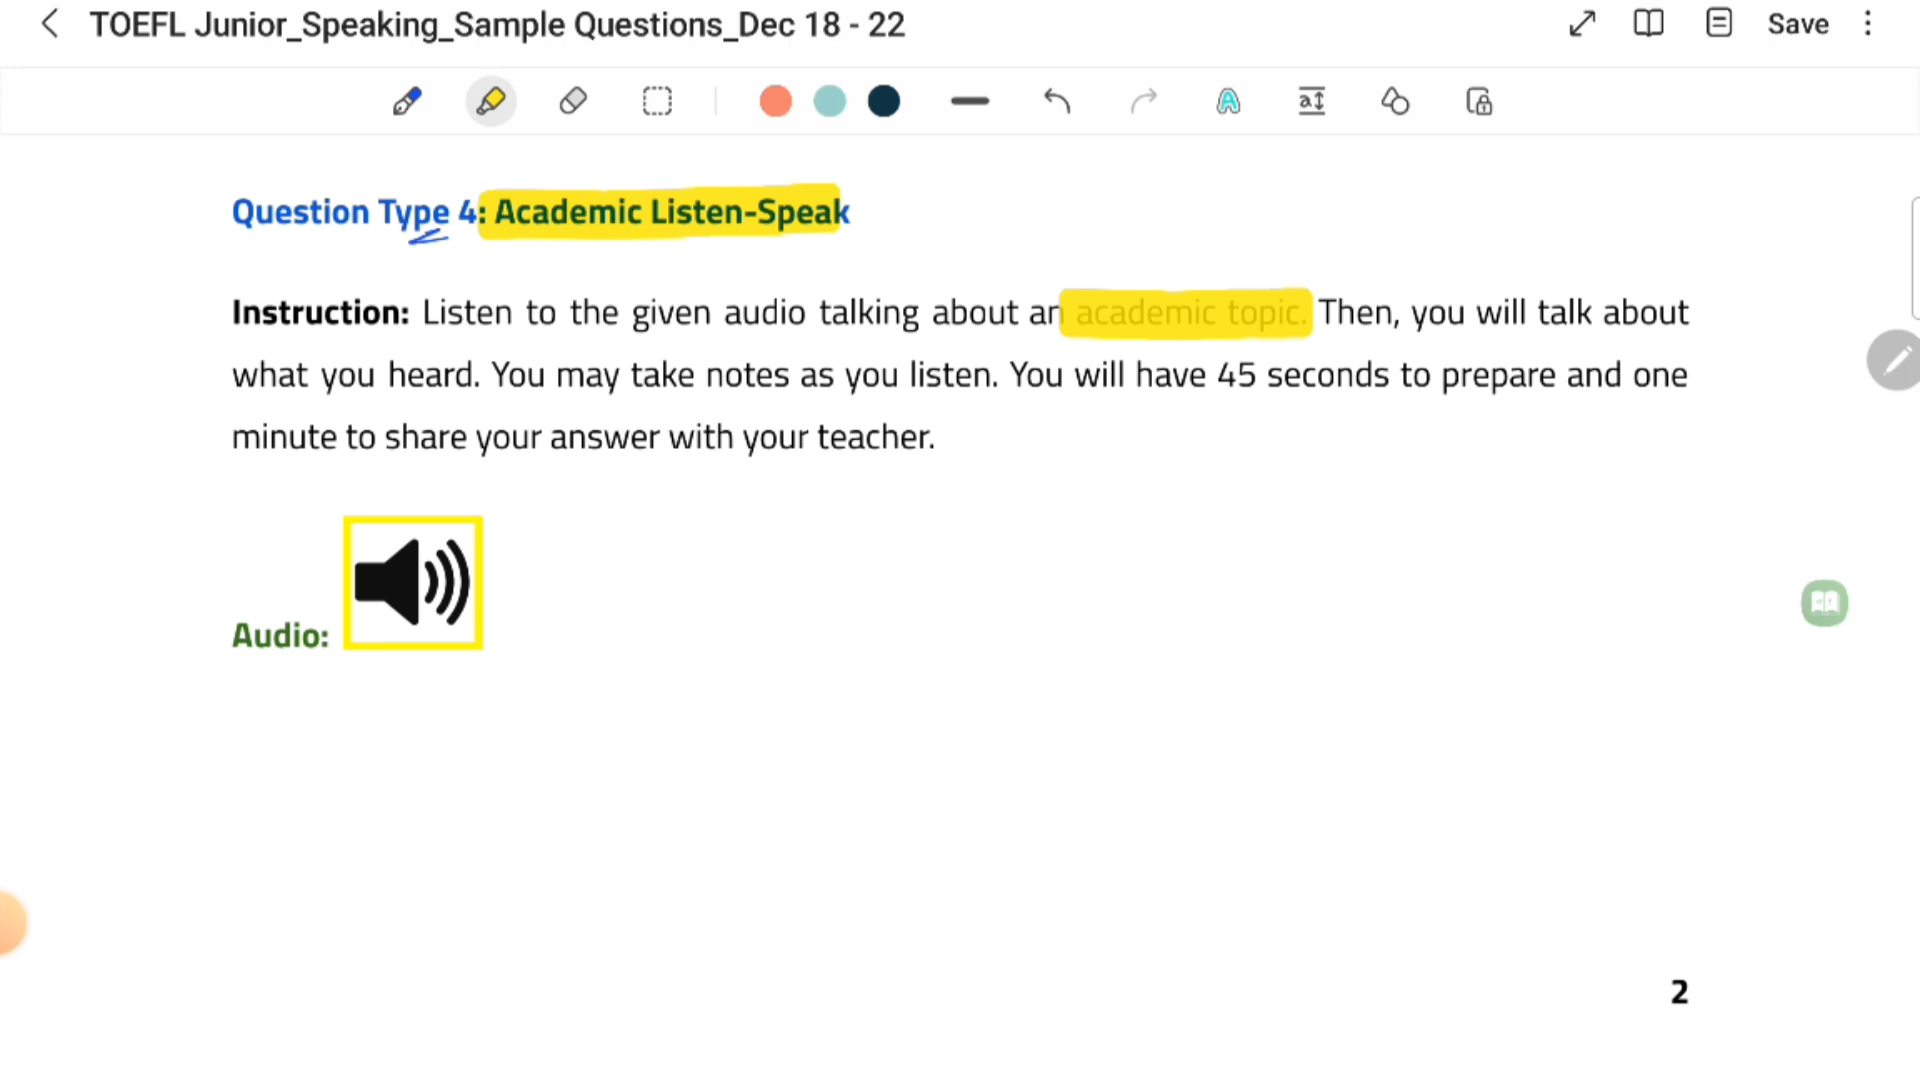 TOEFL Junior_Speaking_Sample Questions_Dec 18 - 22
Save
Question Type 4: Academic Listen-Speak
Instruction: Listen to the given audio talking about an academic topic. Then, you will talk about
what you heard. You may take notes as you listen. You will have 45 seconds to prepare and one
minute to share your answer with your teacher.
Audio:
2